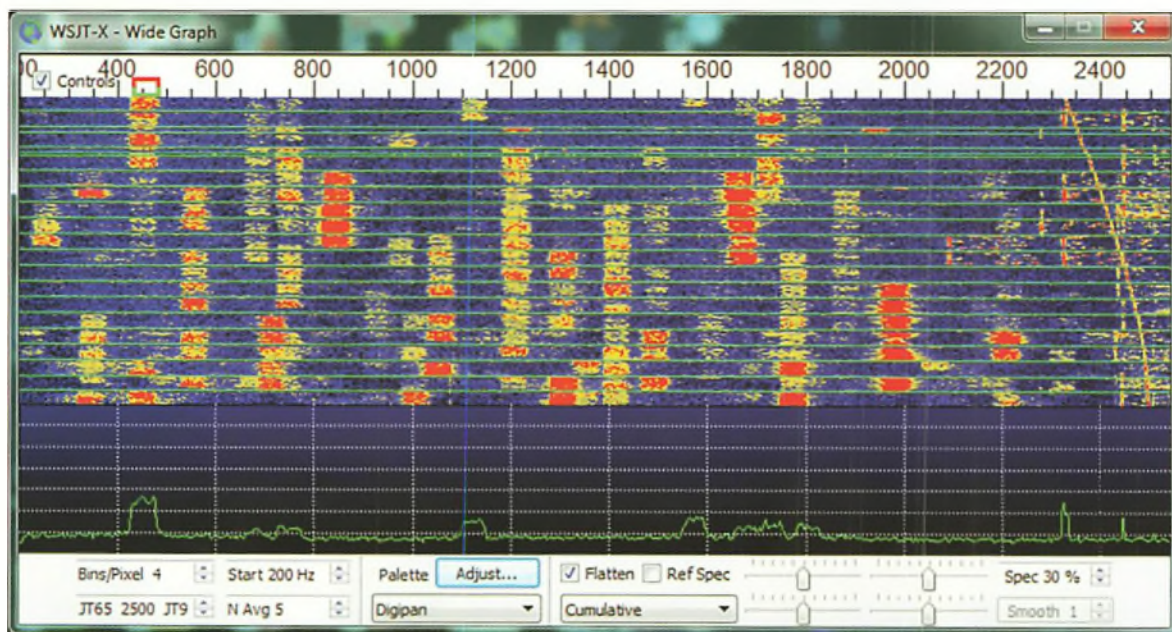 WSJT-X - Wide Graph
00 400 600 800 1000 1200 1400 1600 1800 2000 2200 2400
Controls
Bins/Pixel 4 Start 200 Hz Palette Adjust... Flatten Ref Spec Spec 30 %
JT65 2500 JT9 N Avg 5 Digipan Cumulative Smooth 1